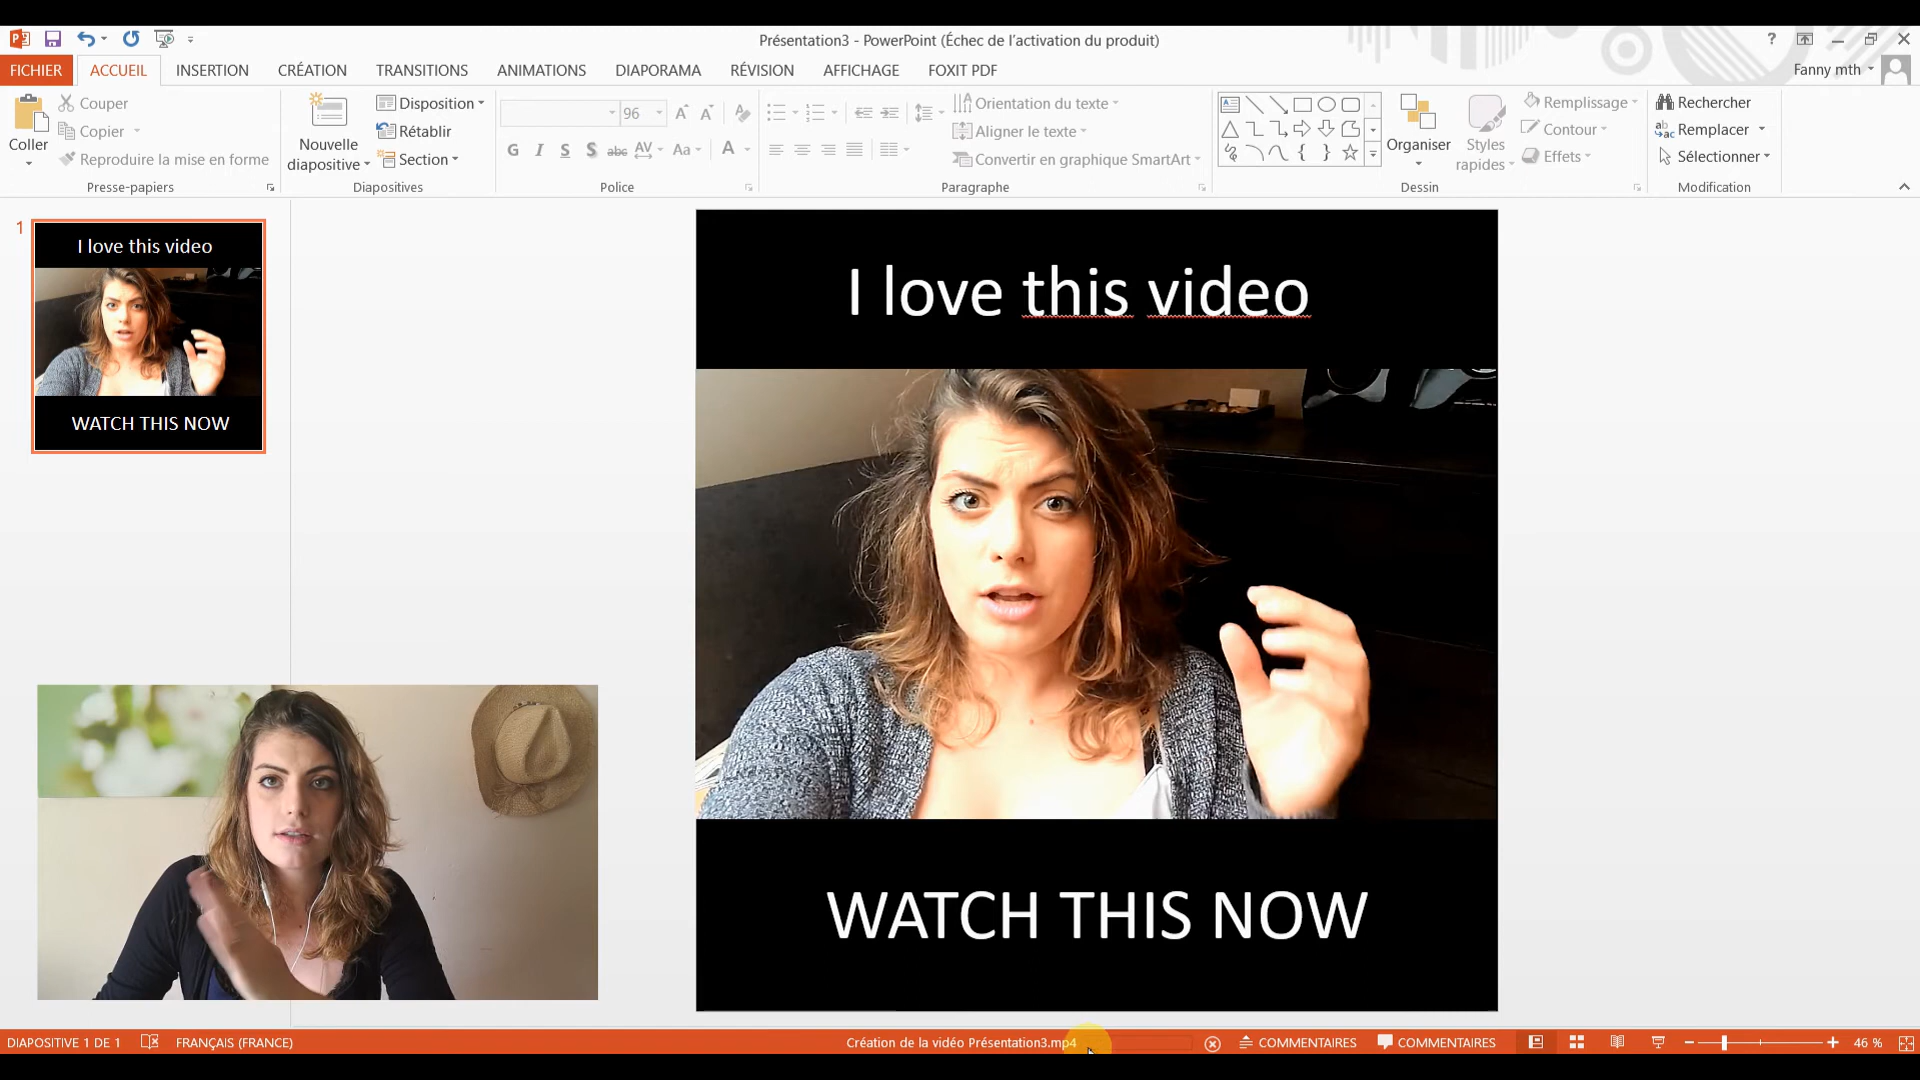 Présentation3 - PowerPoint (Échec de l'activation du produit)
?
FICHIER ACCUEIL INSERTION CRÉATION TRANSITIONS ANIMATIONS DIAPORAMA RÉVISION AFFICHAGE FOXIT PDF
Fanny mth
Coller
Couper
Copier
Reproduire la mise en forme
Presse-papiers
Nouvelle
diapositive
Disposition
Rétablir
Section
Diapositives
96
G I S S abc AV Aa A
Police
Orientation du texte
Aligner le texte
Convertir en graphique SmartArt
Paragraphe
Organiser
Styles
rapides
Remplissage
Contour
Effets
Dessin
Rechercher
Remplacer
Sélectionner
Modification
1
I love this video
WATCH THIS NOW
I love this video
WATCH THIS NOW
DIAPOSITIVE 1 DE 1 FRANÇAIS (FRANCE) Création de la vidéo Présentation3.mp4 COMMENTAIRES COMMENTAIRES 46 %